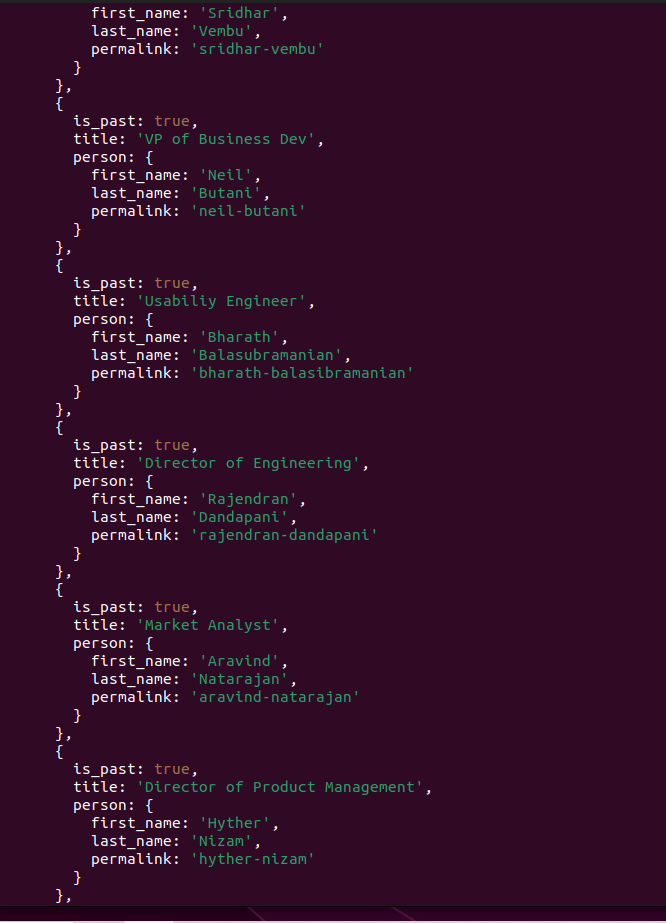 first_name: 'Sridhar',
last_name: 'Vembu',
permalink: 'sridhar-vembu'
}
},
{
is_past: true,
title: 'VP of Business Dev',
person: {
first_name: 'Neil',
last_name: 'Butani',
permalink: 'neil-butani'
}
},
{
is_past: true,
title: 'Usabiliy Engineer',
person: {
first_name: 'Bharath',
last_name: 'Balasubramanian',
permalink: 'bharath-balasibramanian'
}
},
{
is_past: true,
title: 'Director of Engineering',
person: {
first_name: 'Rajendran',
last_name: 'Dandapani',
permalink: 'rajendran-dandapani'
}
},
{
is_past: true,
title: 'Market Analyst',
person: {
first_name: 'Aravind',
last_name: 'Natarajan',
permalink: 'aravind-natarajan'
}
},
{
is_past: true,
title: 'Director of Product Management',
person: {
first_name: 'Hyther',
last_name: 'Nizam',
permalink: 'hyther-nizam'
}
},